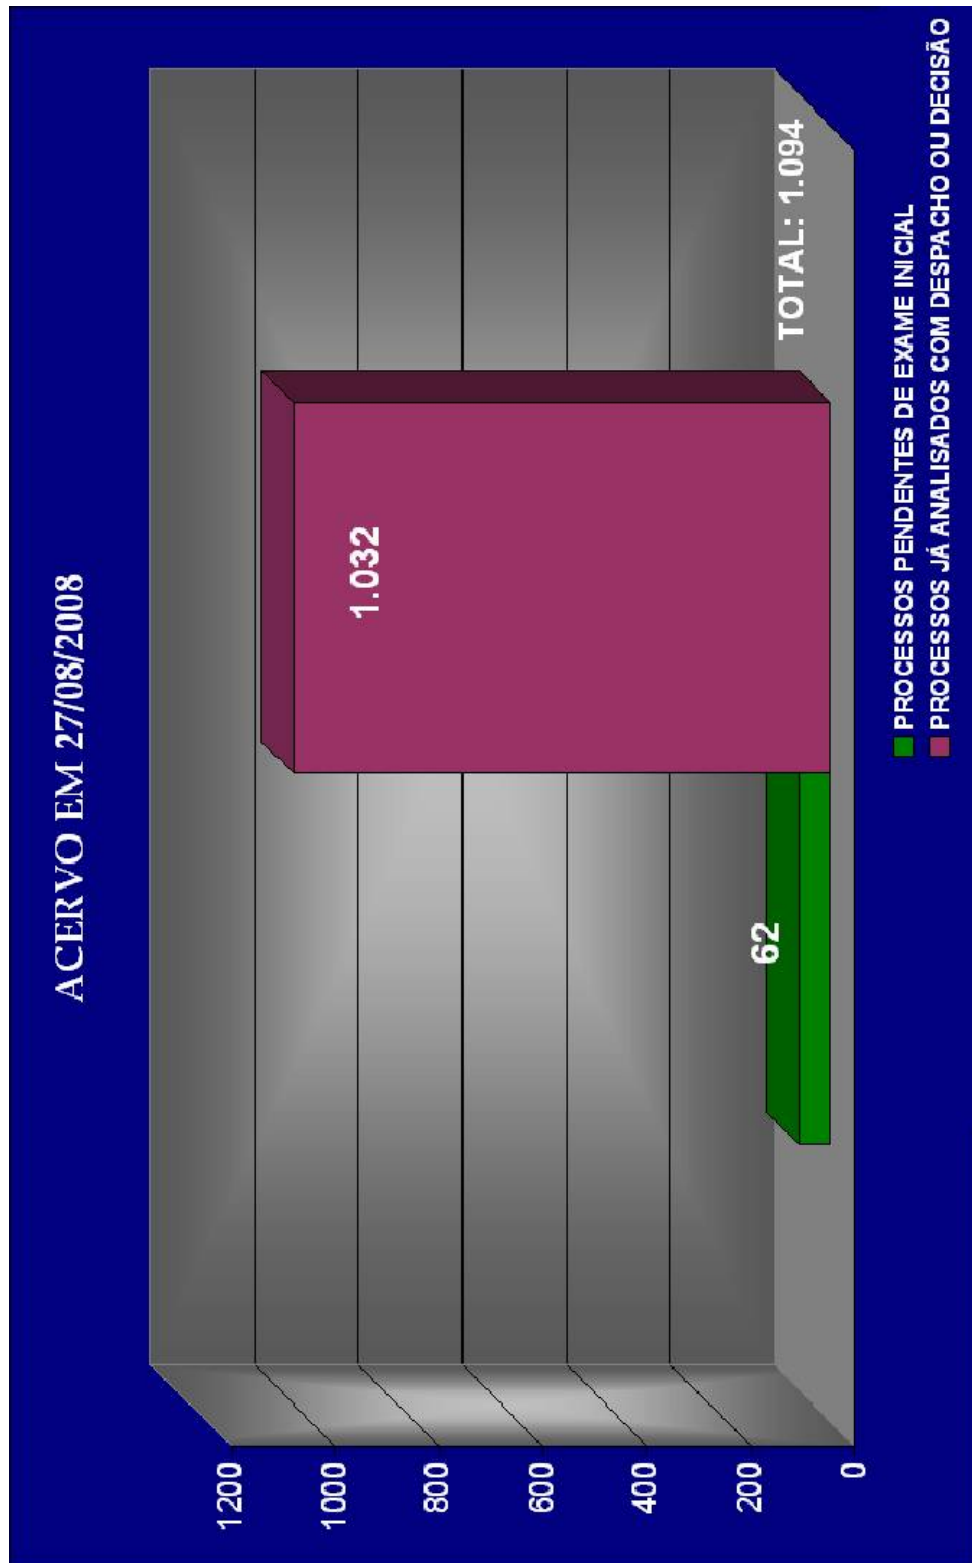 ACERVO EM 27/08/2008
1200
1000
800
600
400
200
0
1.032
62
TOTAL: 1.094
PROCESSOS PENDENTES DE EXAME INICIAL
PROCESSOS JÁ ANALISADOS COM DESPACHO OU DECISÃO